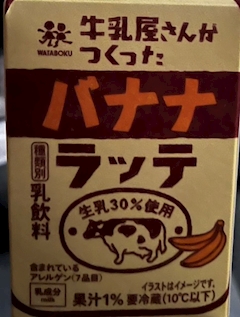 牛乳屋さんが
WATABOKU
つくった
バナナ
ラッテ
種類別
乳飲料
生乳30%使用
含まれている
アレルゲン(7品目)
乳成分
milk
イラストはイメージです。
果汁1% 要冷蔵(10℃以下)